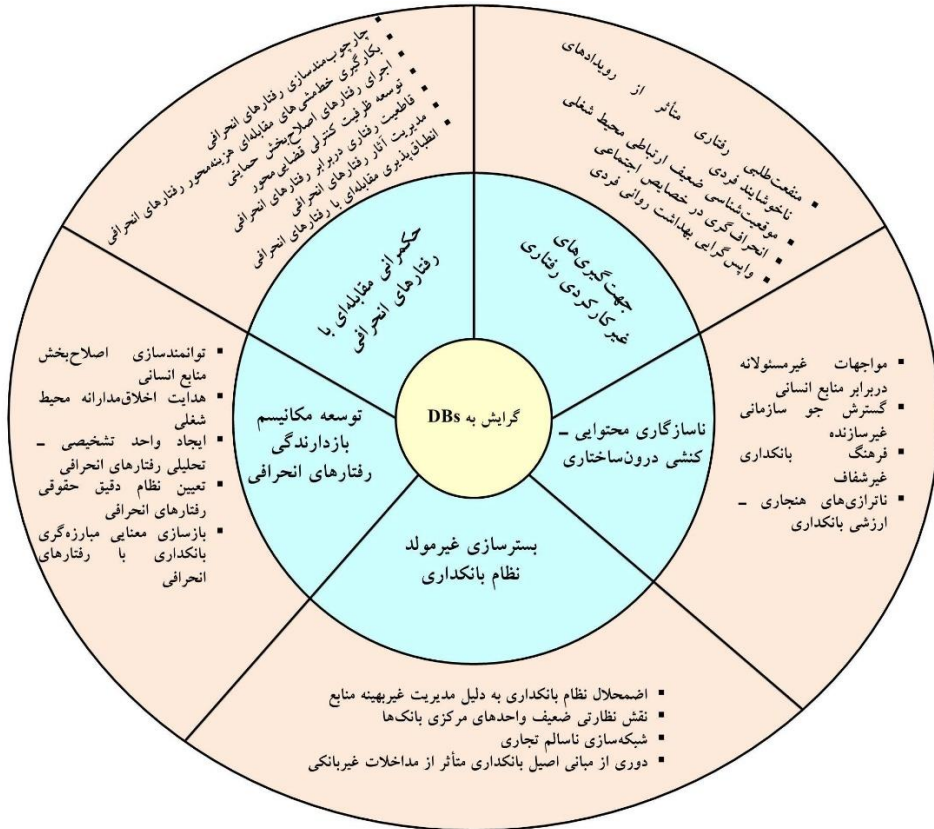 گرایش به DBs
جهت‌گیری‌های
غیرکارکردی رفتاری
منفعت‌طلبی رفتاری متأثر از رویدادهای
ناخوشایند فردی
موقعیت‌شناسی ضعیف ارتباطی محیط شغلی
انحراف‌گری در خصایص اجتماعی
واپس‌گرایی بهداشت روانی فردی
ناسازگاری محتوایی –
کنشی درون‌ساختاری
مواجهات غیرمسئولانه
دربرابر منابع انسانی
گسترش جو سازمانی
غیرسازنده
فرهنگ بانکداری
غیرشفاف
ناترازی‌های هنجاری –
ارزشی بانکداری
بسترسازی غیرمولد
نظام بانکداری
اضمحلال نظام بانکداری به دلیل مدیریت غیربهینه منابع
نقش نظارتی ضعیف واحدهای مرکزی بانک‌ها
شبکه‌سازی ناسالم تجاری
دوری از مبانی اصیل بانکداری متأثر از مداخلات غیربانکی
توسعه مکانیسم
بازدارندگی
رفتارهای انحرافی
توانمندسازی اصلاح‌بخش
منابع انسانی
هدایت اخلاق‌مدارانه محیط
شغلی
ایجاد واحد تشخیصی –
تحلیلی رفتارهای انحرافی
تعیین نظام دقیق حقوقی
رفتارهای انحرافی
بازسازی معنایی مبارزه‌گری
بانکداری با رفتارهای
انحرافی
حکمرانی مقابله‌ای با
رفتارهای انحرافی
چارچوب‌مندسازی رفتارهای انحرافی
بکارگیری خط‌مشی‌های مقابله‌ای هزینه‌محور رفتارهای انحرافی
اجرای رفتارهای اصلاح‌بخش حمایتی
توسعه ظرفیت کنترلی قضایی‌محور
قاطعیت رفتاری دربرابر رفتارهای انحرافی
مدیریت آثار رفتارهای انحرافی
انطباق‌پذیری مقابله‌ای با رفتارهای انحرافی